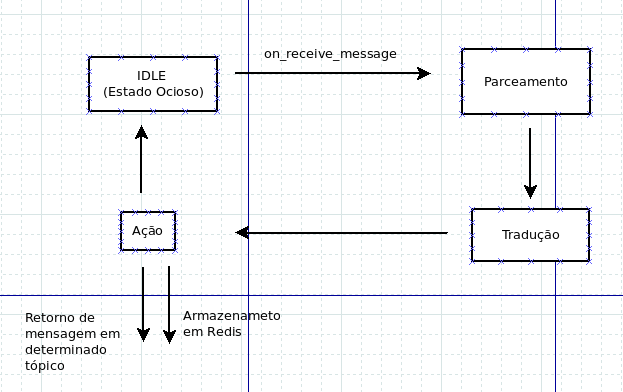 on_receive_message
IDLE
(Estado Ocioso)
Parceamento
Ação
Tradução
Retorno de
mensagem em
determinado
tópico
Armazenameto
em Redis